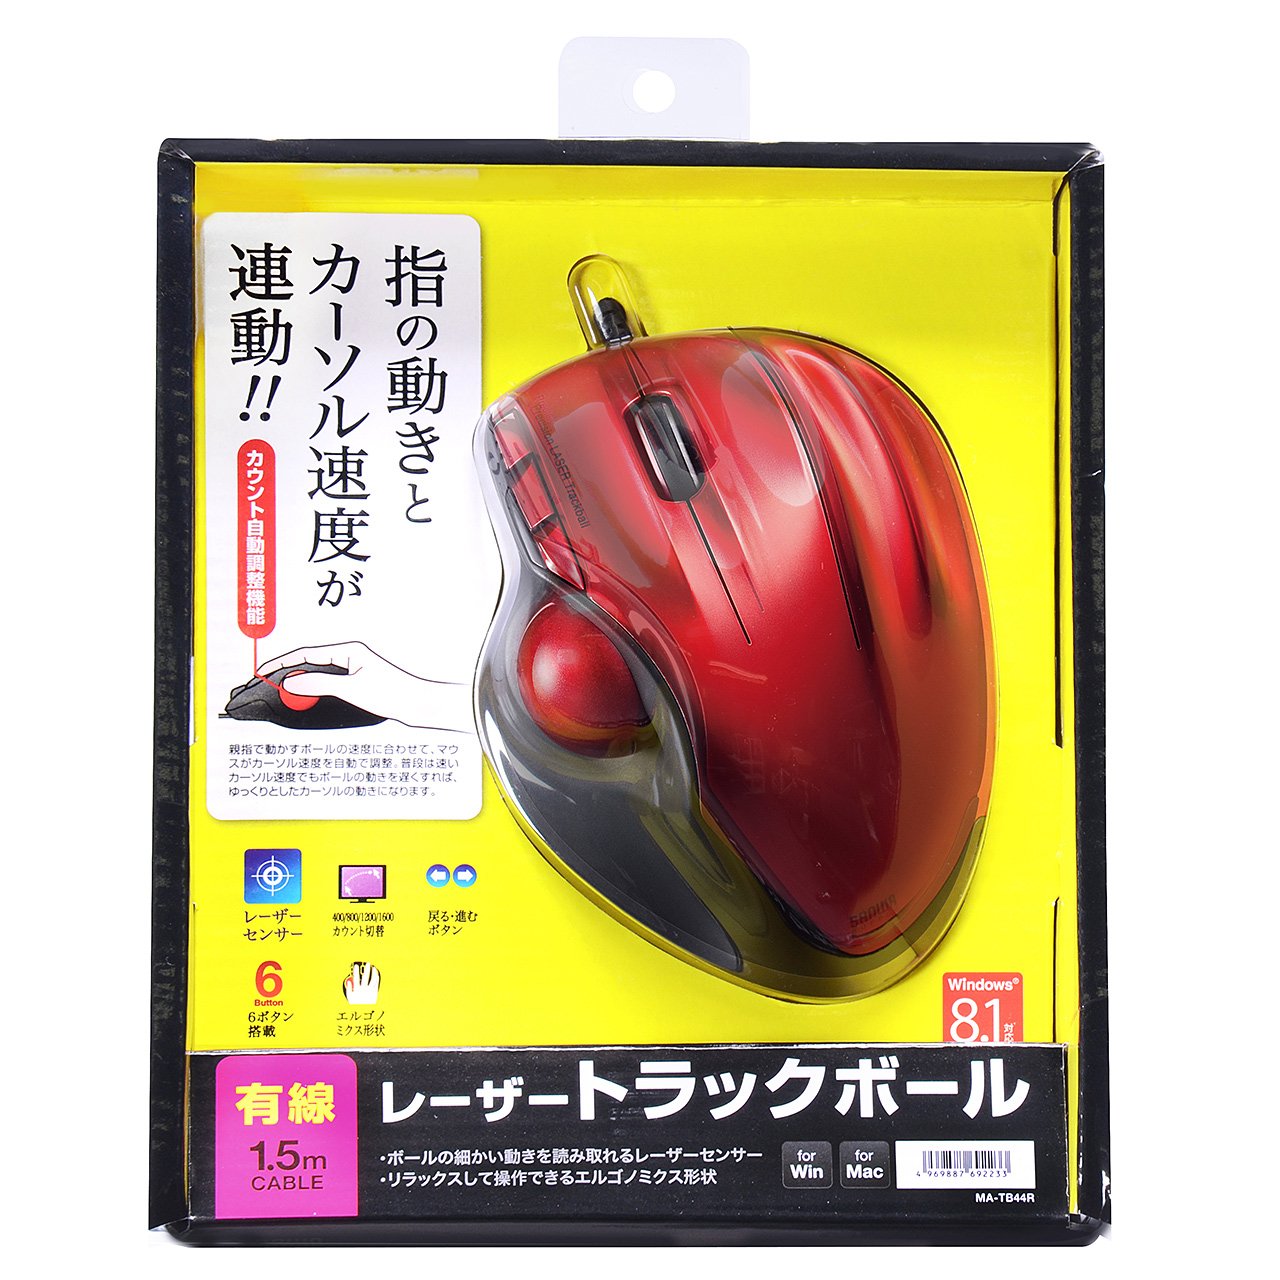 指の動きと
カーソル速度が
連動!!
カウント自動調整機能
親指で動かすボールの速度に合わせて、マウ
スがカーソル速度を自動で調整。普段は速い
カーソル速度でもボールの動きを遅くすれば、
ゆっくりとしたカーソルの動きになります。
Precision LASER Trackball
SANWA
レーザー
センサー
400/800/1200/1600
カウント切替
戻る・進む
ボタン
6
Button
6ボタン
搭載
エルゴノ
ミクス形状
Windows®
8.1対応
有線
1.5m
CABLE
レーザートラックボール
・ボールの細かい動きを読み取れるレーザーセンサー
・リラックスして操作できるエルゴノミクス形状
for
Win
for
Mac
4 969887 692233
MA-TB44R